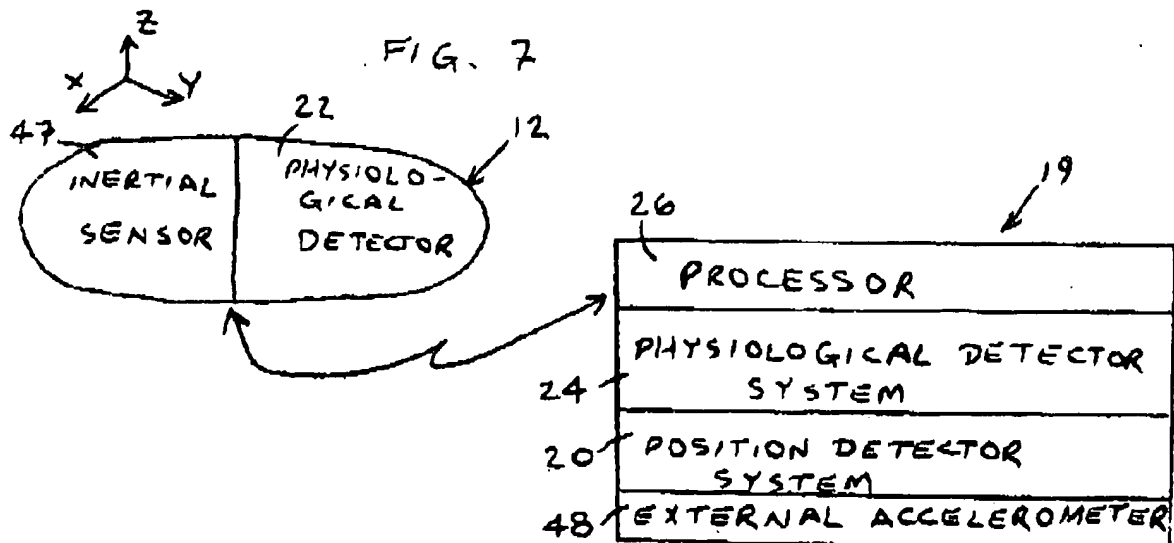 FIG. 7
Z
X
Y
47
22
12
INERTIAL
SENSOR
PHYSIOLO-
GICAL
DETECTOR
19
26
PROCESSOR
PHYSIOLOGICAL DETECTOR
SYSTEM
24
POSITION DETECTOR
SYSTEM
20
48
EXTERNAL ACCELEROMETER